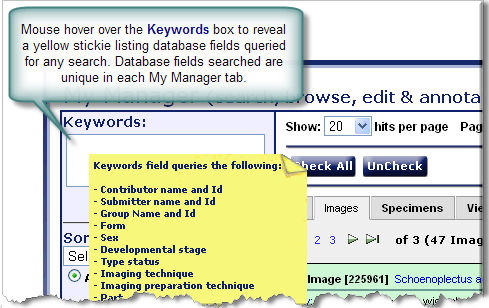 Mouse hover over the Keywords box to reveal
a yellow stickie listing database fields queried
for any search. Database fields searched are
unique in each My Manager tab.
My Manager (search, browse, edit & annota
Keywords:
Show: 20 hits per page Pag
Check All UnCheck
Keywords field queries the following:
- Contributor name and Id
- Submitter name and Id
- Group Name and Id
- Form
- Sex
- Developmental stage
- Type status
- Imaging technique
- Imaging preparation technique
- Part
Images Specimens Vie
2 3 of 3 (47 Imag
Sor
Sel
Image [225961] Schoenoplectus a